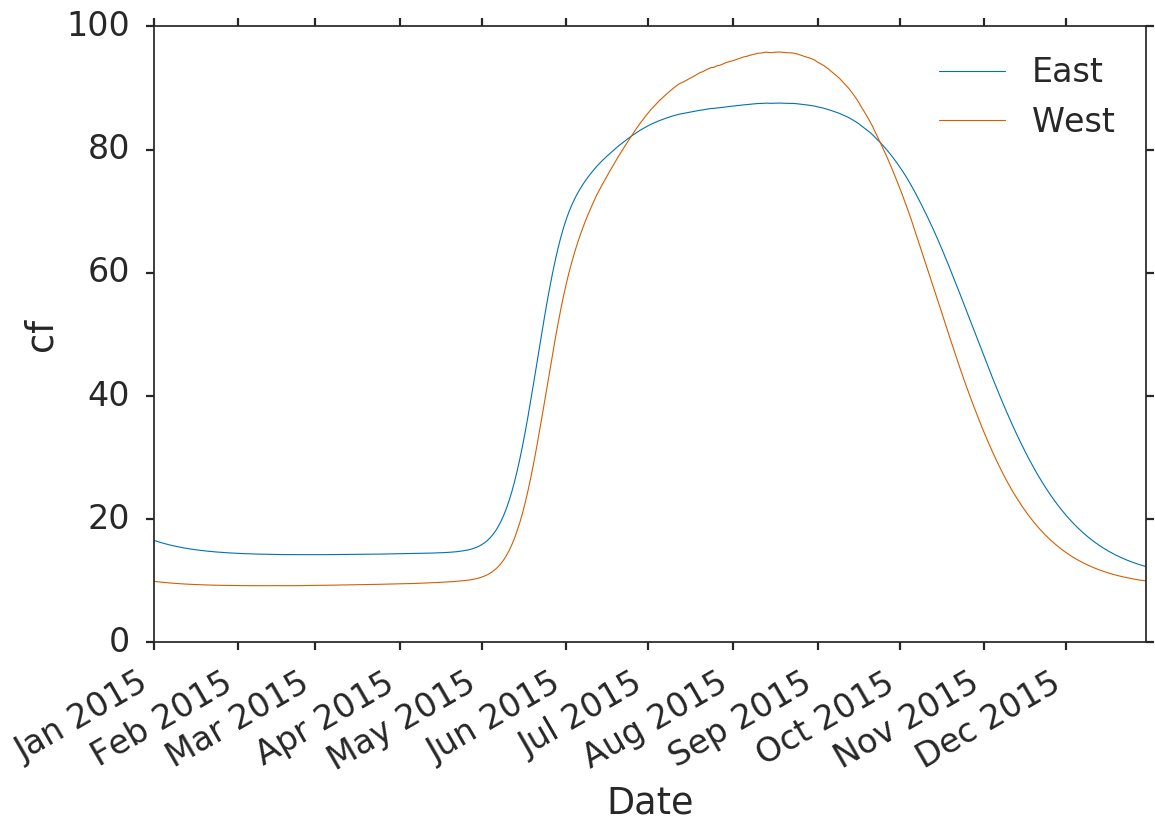 100
80
60
40
20
0
cf
East
West
Jan 2015
Feb 2015
Mar 2015
Apr 2015
May 2015
Jun 2015
Jul 2015
Aug 2015
Sep 2015
Oct 2015
Nov 2015
Dec 2015
Date